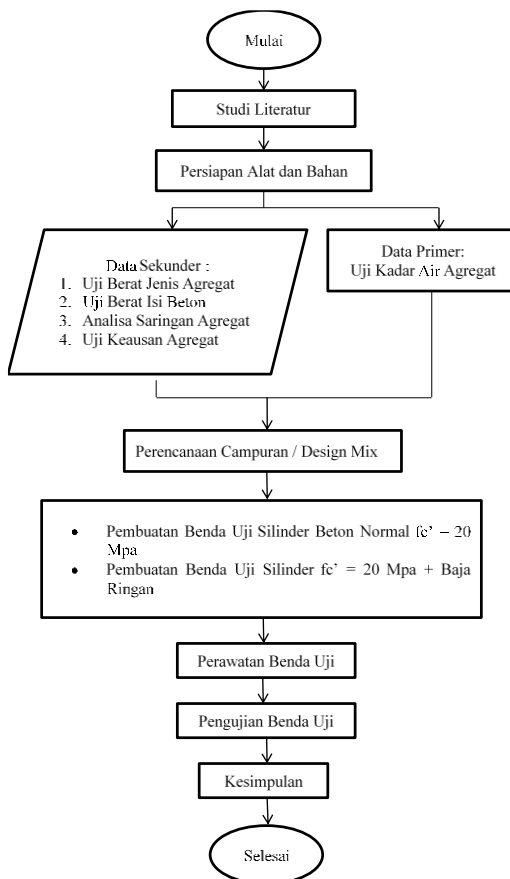 Mulai
Studi Literatur
Persiapan Alat dan Bahan
Data Sekunder :
1. Uji Berat Jenis Agregat
2. Uji Berat Isi Beton
3. Analisa Saringan Agregat
4. Uji Keausan Agregat
Data Primer:
Uji Kadar Air Agregat
Perencanaan Campuran / Design Mix
• Pembuatan Benda Uji Silinder Beton Normal fc’ = 20
Mpa
• Pembuatan Benda Uji Silinder fc’ = 20 Mpa + Baja
Ringan
Perawatan Benda Uji
Pengujian Benda Uji
Kesimpulan
Selesai